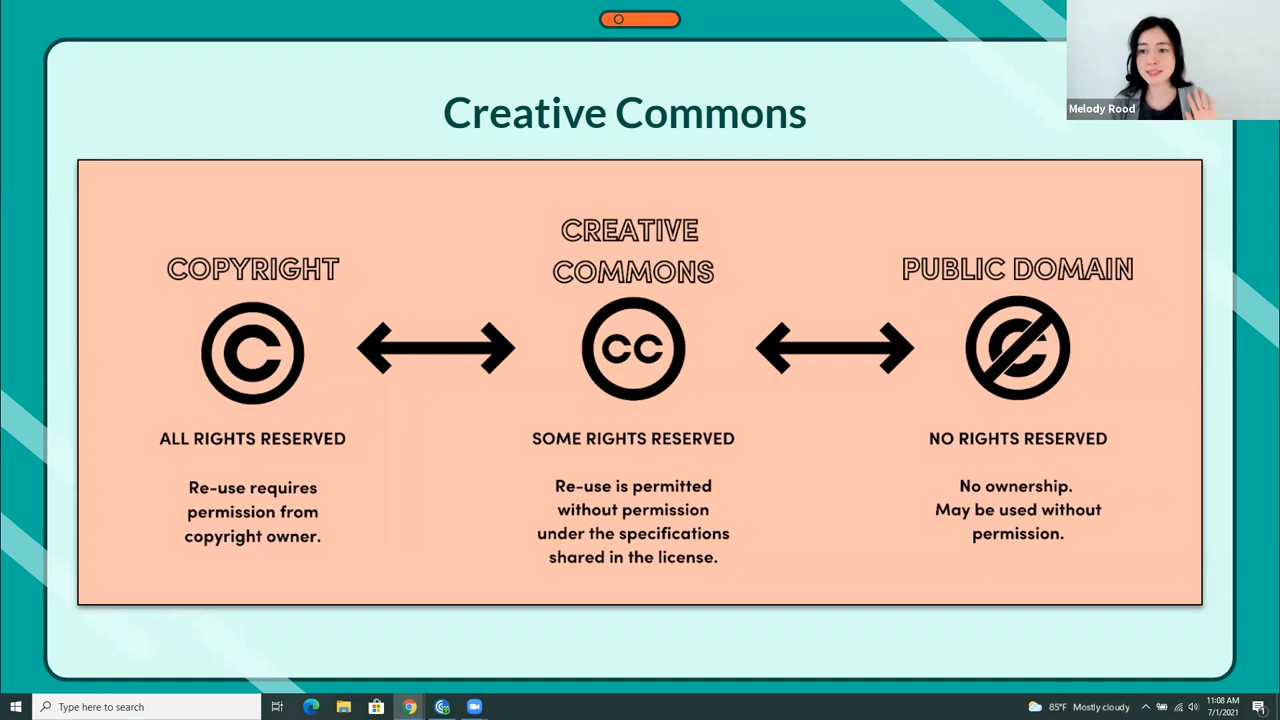 Creative Commons
Melody Rood
COPYRIGHT
C
ALL RIGHTS RESERVED
Re-use requires
permission from
copyright owner.
CREATIVE
COMMONS
CC
SOME RIGHTS RESERVED
Re-use is permitted
without permission
under the specifications
shared in the license.
PUBLIC DOMAIN
C
NO RIGHTS RESERVED
No ownership.
May be used without
permission.
Type here to search
85°F Mostly cloudy
11:08 AM
7/1/2021